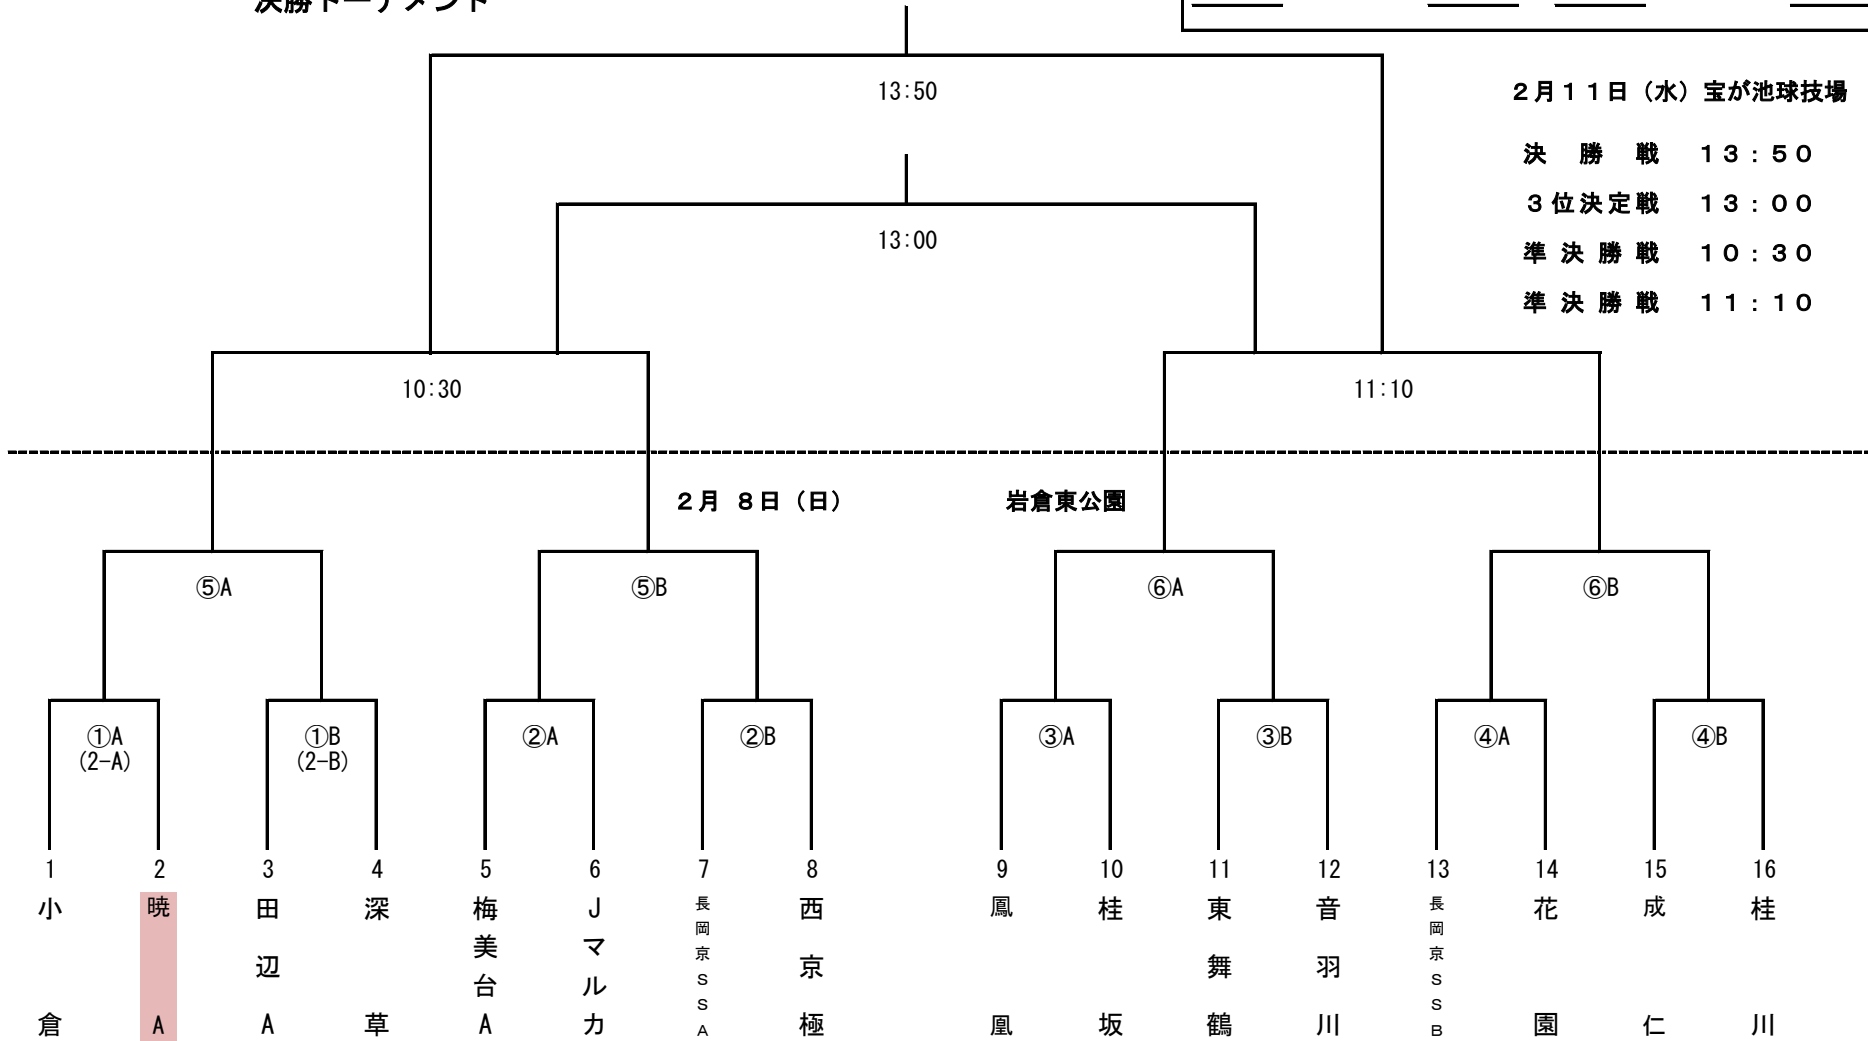 決勝トーナメント
13:50
２月１１日（水）宝が池球技場
決勝戦 １３：５０
13:00
３位決定戦 １３：００
準決勝戦 １０：３０
準決勝戦 １１：１０
10:30 11:10
２月 ８日（日） 岩倉東公園
⑤A ⑤B ⑥A ⑥B
①A ①B ②A ②B ③A ③B ④A ④B
(2-A) (2-B)
1 2 3 4 5 6 7 8 9 10 11 12 13 14 15 16
小倉
暁A
田辺A
深草
梅美台A
Jマルカ
長岡京SSA
西京極
鳳凰
桂坂
東舞鶴
音羽川
長岡京SSB
花園
成仁
桂川